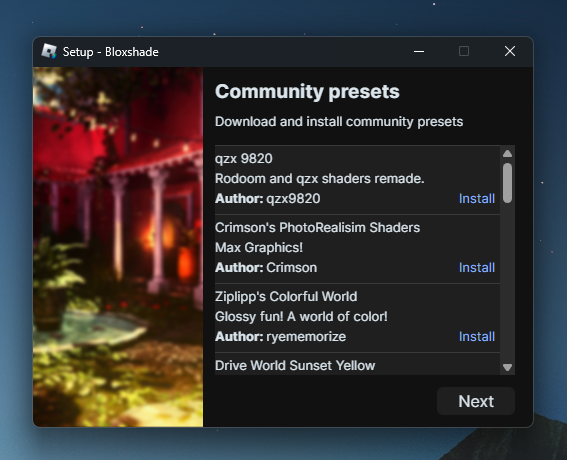 Setup - Bloxshade
Community presets
Download and install community presets
qzx 9820
Rodoom and qzx shaders remade.
Author: qzx9820 Install
Crimson's PhotoRealisim Shaders
Max Graphics!
Author: Crimson Install
Ziplipp's Colorful World
Glossy fun! A world of color!
Author: ryememorize Install
Drive World Sunset Yellow
Next